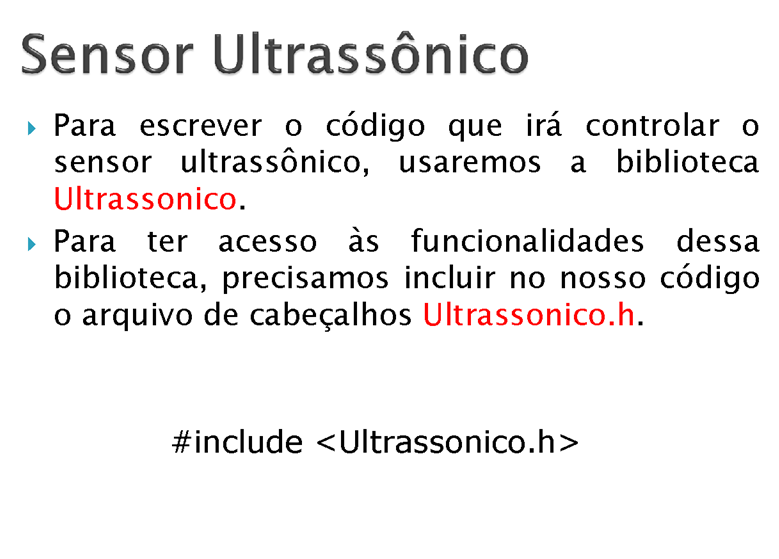 Sensor Ultrassônico
Para escrever o código que irá controlar o
sensor ultrassônico, usaremos a biblioteca
Ultrassonico.
Para ter acesso às funcionalidades dessa
biblioteca, precisamos incluir no nosso código
o arquivo de cabeçalhos Ultrassonico.h.
#include <Ultrassonico.h>